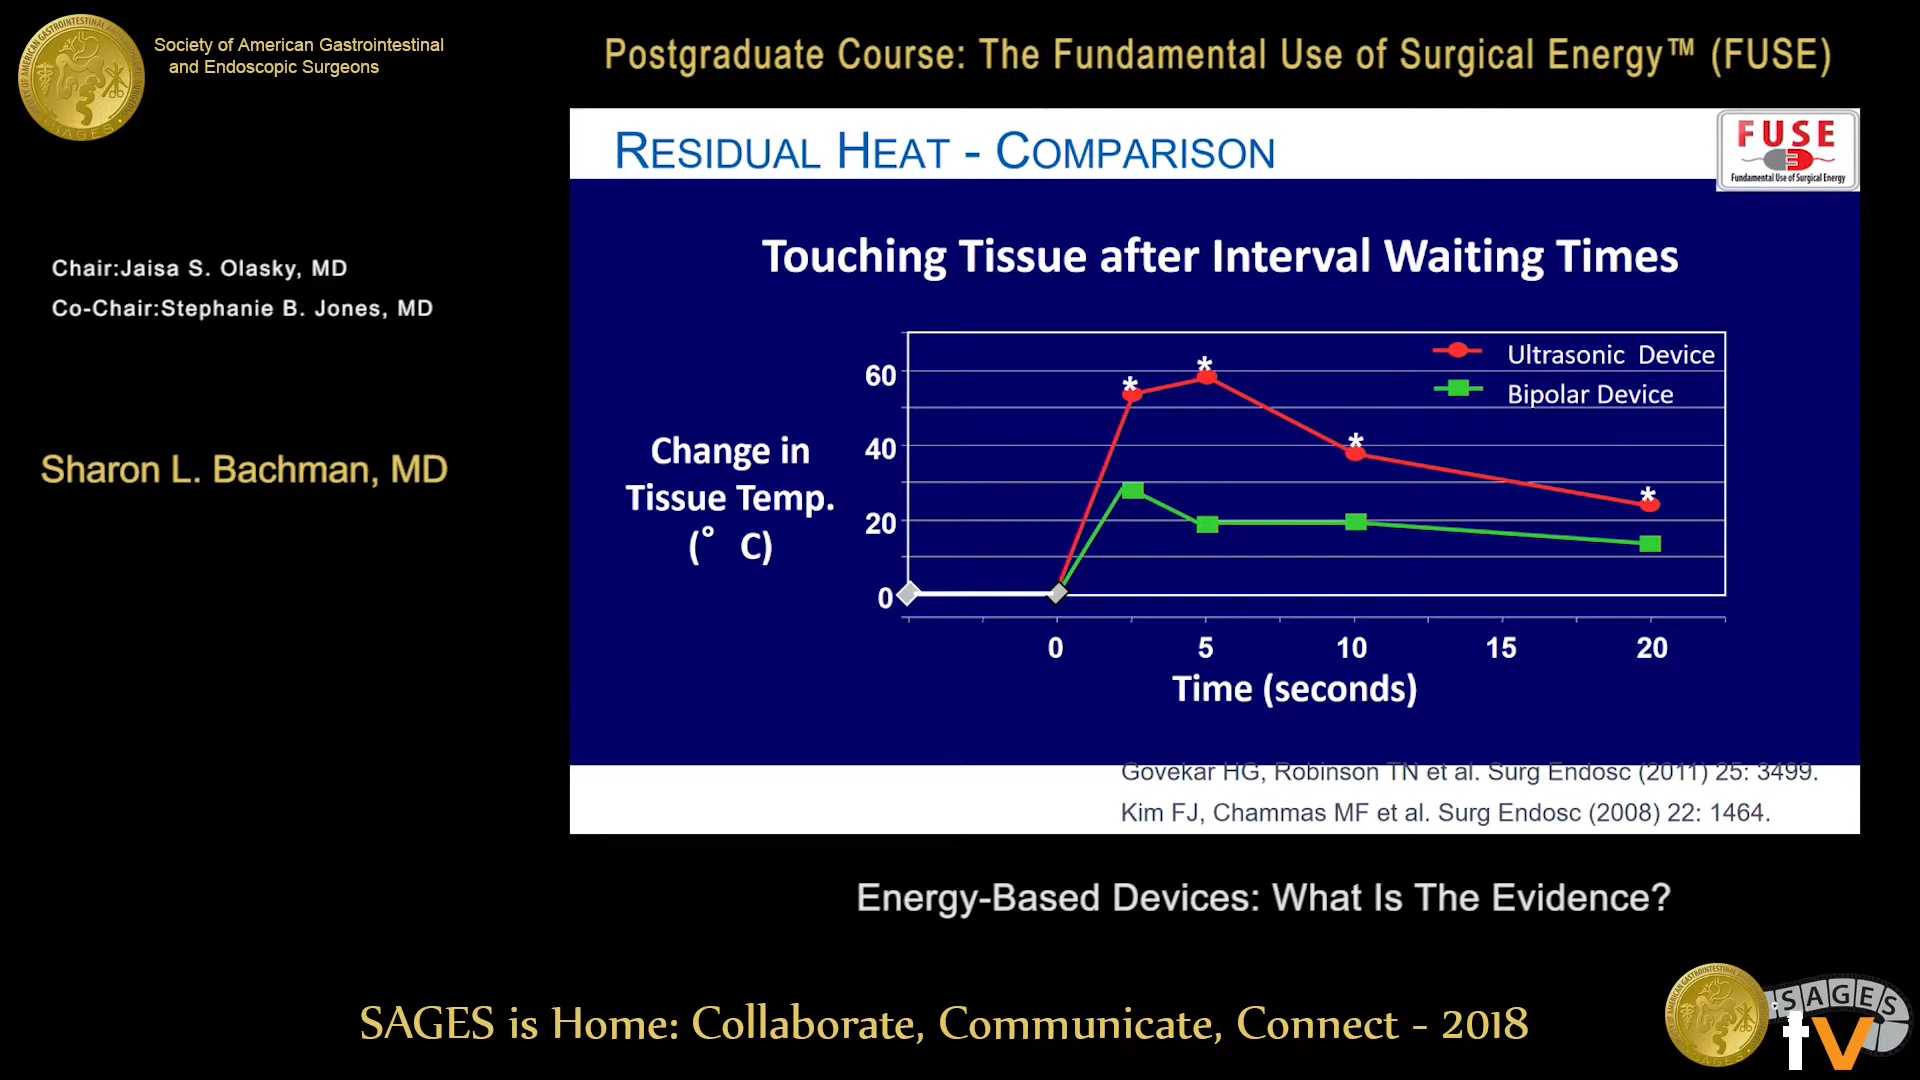 Society of American Gastrointestinal
and Endoscopic Surgeons
Postgraduate Course: The Fundamental Use of Surgical Energy™ (FUSE)
Chair:Jaisa S. Olasky, MD
Co-Chair:Stephanie B. Jones, MD
Sharon L. Bachman, MD
RESIDUAL HEAT - COMPARISON
FUSE
Fundamental Use of Surgical Energy
Touching Tissue after Interval Waiting Times
Ultrasonic Device
Bipolar Device
Change in
Tissue Temp.
(° C)
60
40
20
0
* * * *
0 5 10 15 20
Time (seconds)
Govekar HG, Robinson TN et al. Surg Endosc (2011) 25: 3499.
Kim FJ, Chammas MF et al. Surg Endosc (2008) 22: 1464.
Energy-Based Devices: What Is The Evidence?
SAGES is Home: Collaborate, Communicate, Connect - 2018
SAGES
tv